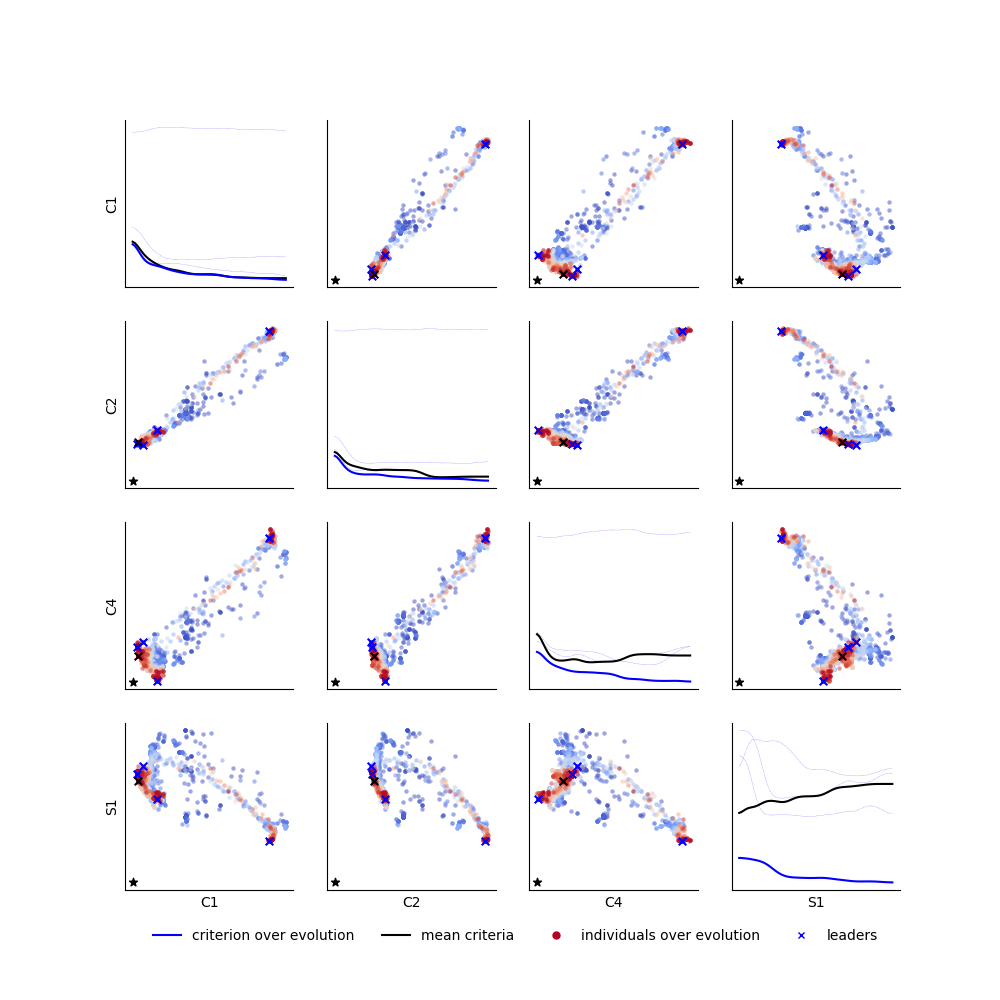 C1
C2
C4
S1
C1 C2 C4 S1
criterion over evolution mean criteria individuals over evolution leaders